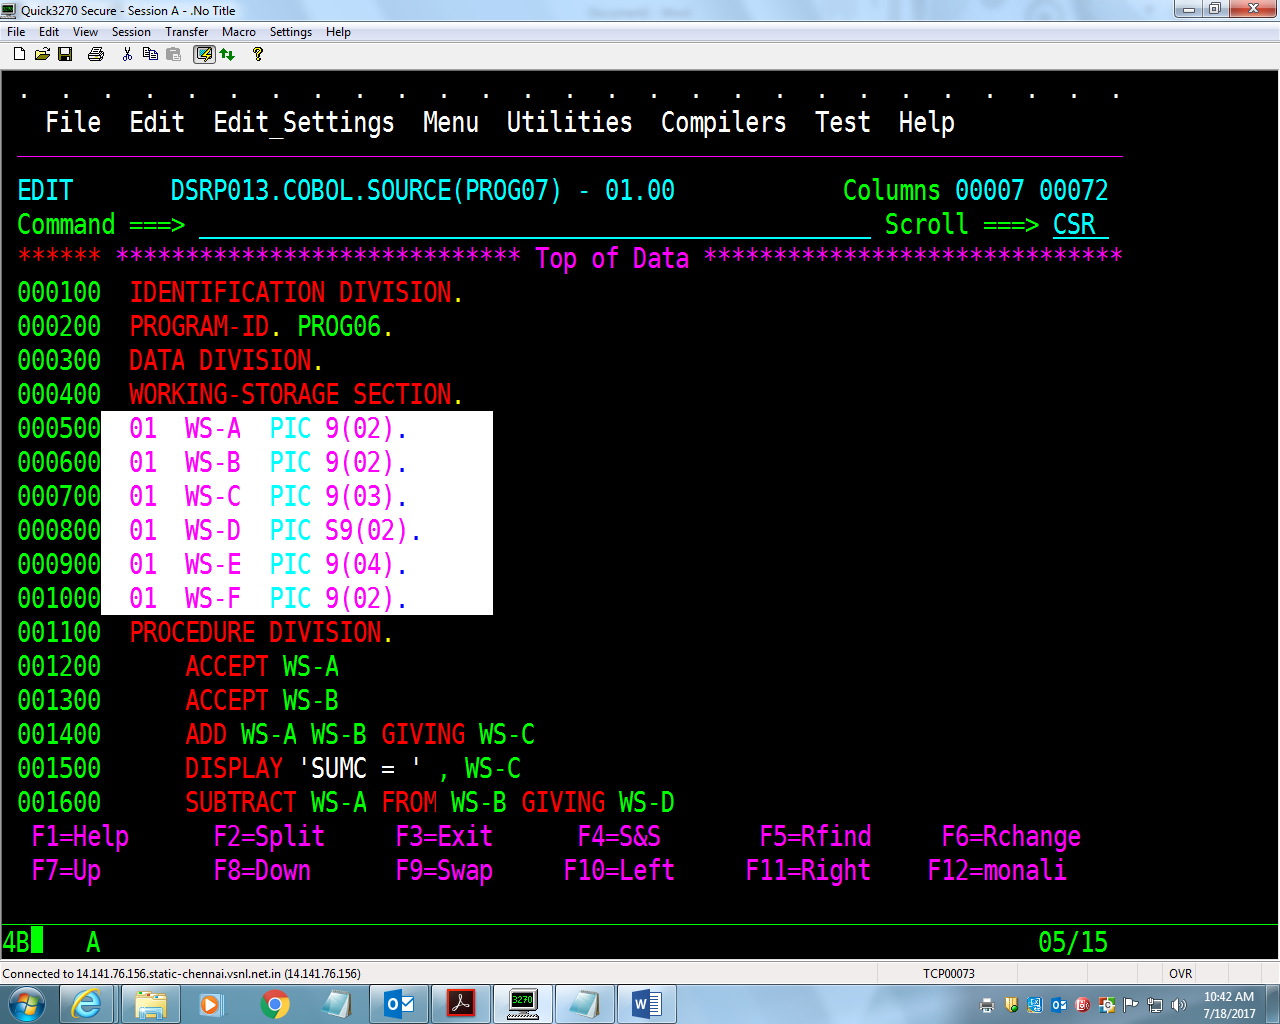 Quick3270 Secure - Session A - .No Title
File Edit View Session Transfer Macro Settings Help
. . . . . . . . . . . . . . . . . . . . . . . . . . .
File Edit Edit_Settings Menu Utilities Compilers Test Help
EDIT DSRP013.COBOL.SOURCE(PROG07) - 01.00 Columns 00007 00072
Command ===> Scroll ===> CSR
****** ***************************** Top of Data ******************************
000100 IDENTIFICATION DIVISION.
000200 PROGRAM-ID. PROG06.
000300 DATA DIVISION.
000400 WORKING-STORAGE SECTION.
000500 01 WS-A PIC 9(02).
000600 01 WS-B PIC 9(02).
000700 01 WS-C PIC 9(03).
000800 01 WS-D PIC S9(02).
000900 01 WS-E PIC 9(04).
001000 01 WS-F PIC 9(02).
001100 PROCEDURE DIVISION.
001200 ACCEPT WS-A
001300 ACCEPT WS-B
001400 ADD WS-A WS-B GIVING WS-C
001500 DISPLAY 'SUMC = ' , WS-C
001600 SUBTRACT WS-A FROM WS-B GIVING WS-D
F1=Help F2=Split F3=Exit F4=S&S F5=Rfind F6=Rchange
F7=Up F8=Down F9=Swap F10=Left F11=Right F12=monali
4B A 05/15
Connected to 14.141.76.156.static-chennai.vsnl.net.in (14.141.76.156) TCP00073 OVR
3270
10:42 AM
7/18/2017